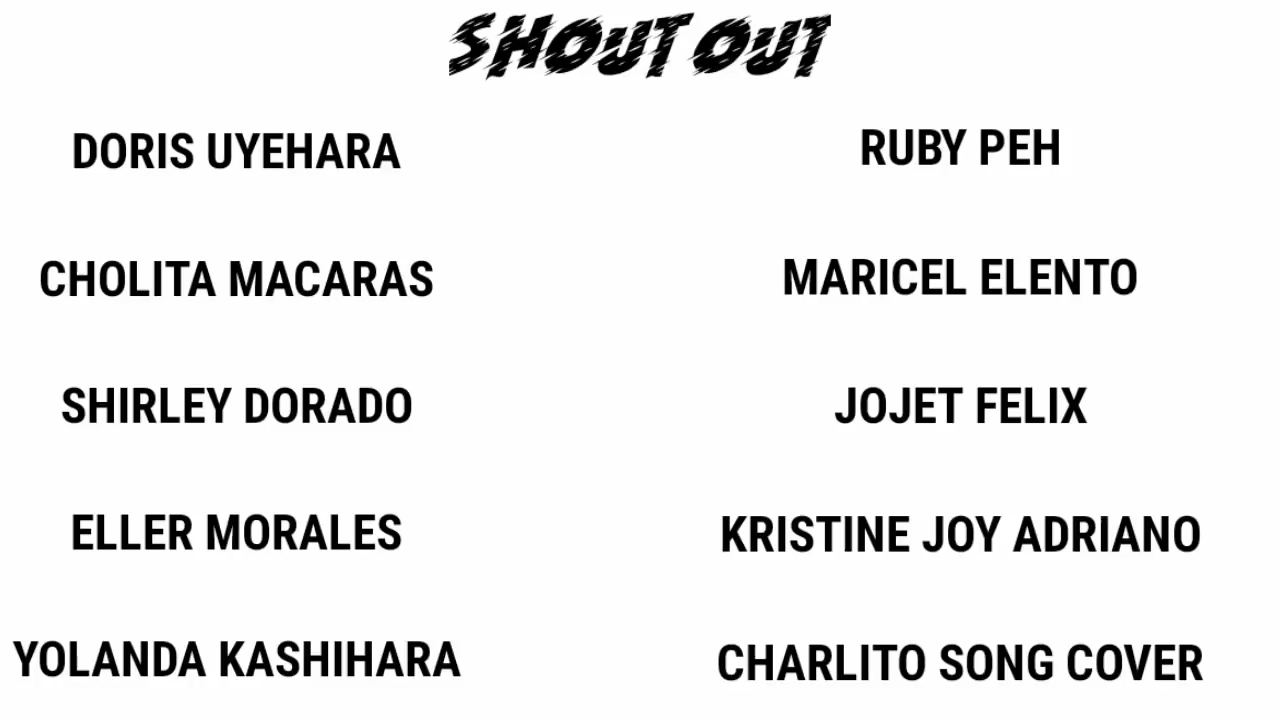 SHOUT OUT
DORIS UYEHARA
CHOLITA MACARAS
SHIRLEY DORADO
ELLER MORALES
YOLANDA KASHIHARA
RUBY PEH
MARICEL ELENTO
JOJET FELIX
KRISTINE JOY ADRIANO
CHARLITO SONG COVER